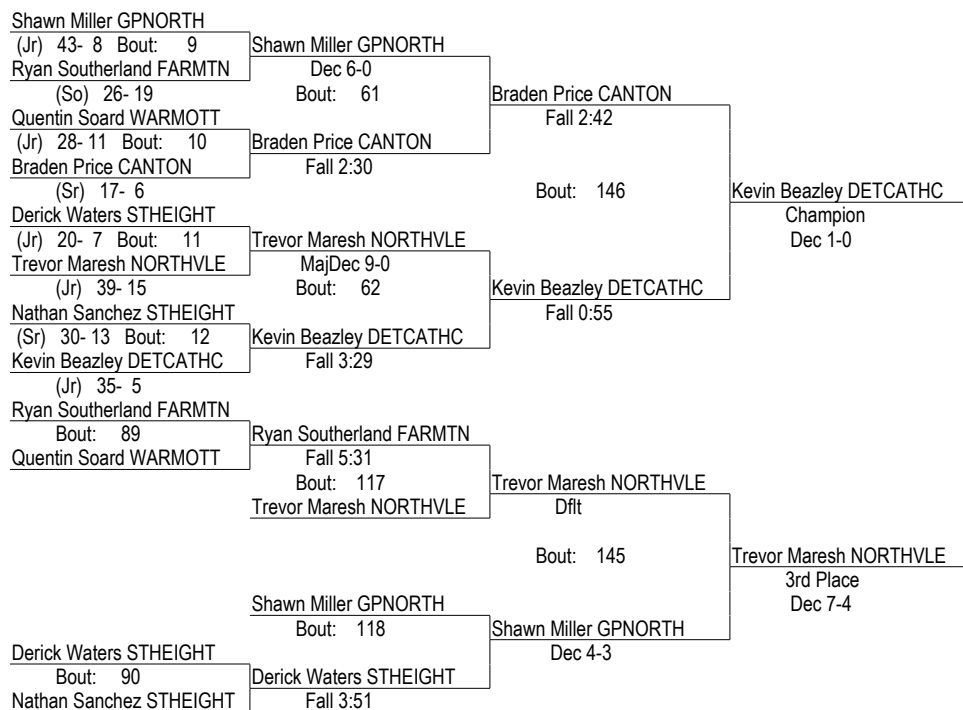 Shawn Miller GPNORTH
(Jr) 43- 8 Bout: 9 Shawn Miller GPNORTH
Ryan Southerland FARMTN Dec 6-0
(So) 26- 19 Bout: 61 Braden Price CANTON
Quentin Soard WARMOTT Fall 2:42
(Jr) 28- 11 Bout: 10 Braden Price CANTON
Braden Price CANTON Fall 2:30
(Sr) 17- 6 Bout: 146 Kevin Beazley DETCATHC
Derick Waters STHEIGHT Champion
(Jr) 20- 7 Bout: 11 Trevor Maresh NORTHVLE Dec 1-0
Trevor Maresh NORTHVLE MajDec 9-0
(Jr) 39- 15 Bout: 62 Kevin Beazley DETCATHC
Nathan Sanchez STHEIGHT Fall 0:55
(Sr) 30- 13 Bout: 12 Kevin Beazley DETCATHC
Kevin Beazley DETCATHC Fall 3:29
(Jr) 35- 5
Ryan Southerland FARMTN
Bout: 89 Ryan Southerland FARMTN
Quentin Soard WARMOTT Fall 5:31
Bout: 117 Trevor Maresh NORTHVLE
Trevor Maresh NORTHVLE Dflt
Bout: 145 Trevor Maresh NORTHVLE
3rd Place
Shawn Miller GPNORTH Dec 7-4
Bout: 118 Shawn Miller GPNORTH
Derick Waters STHEIGHT Dec 4-3
Bout: 90 Derick Waters STHEIGHT
Nathan Sanchez STHEIGHT Fall 3:51